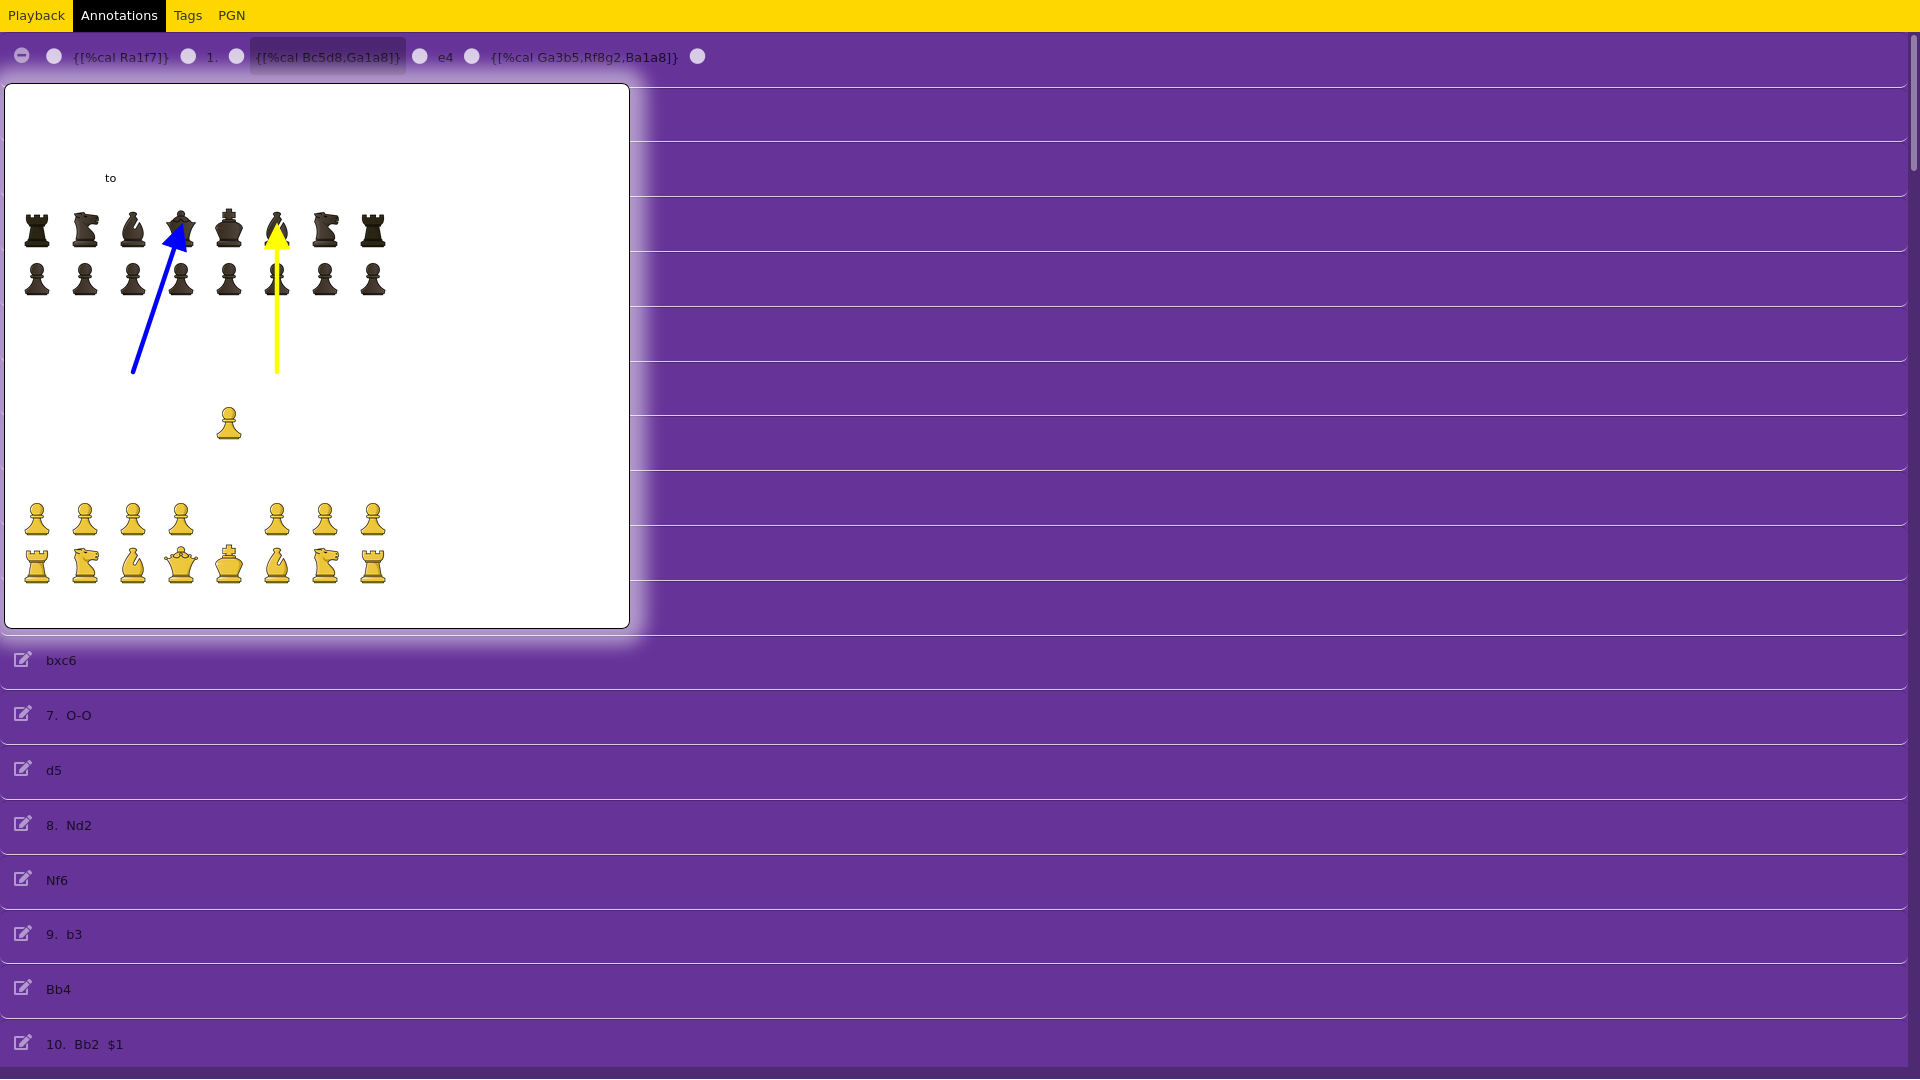 Playback Annotations Tags PGN
{[%cal Ra1f7]} 1. {[%cal Bc5d8,Ga1a8]} e4 {[%cal Ga3b5,Rf8g2,Ba1a8]}
to
bxc6
7. O-O
d5
8. Nd2
Nf6
9. b3
Bb4
10. Bb2 $1